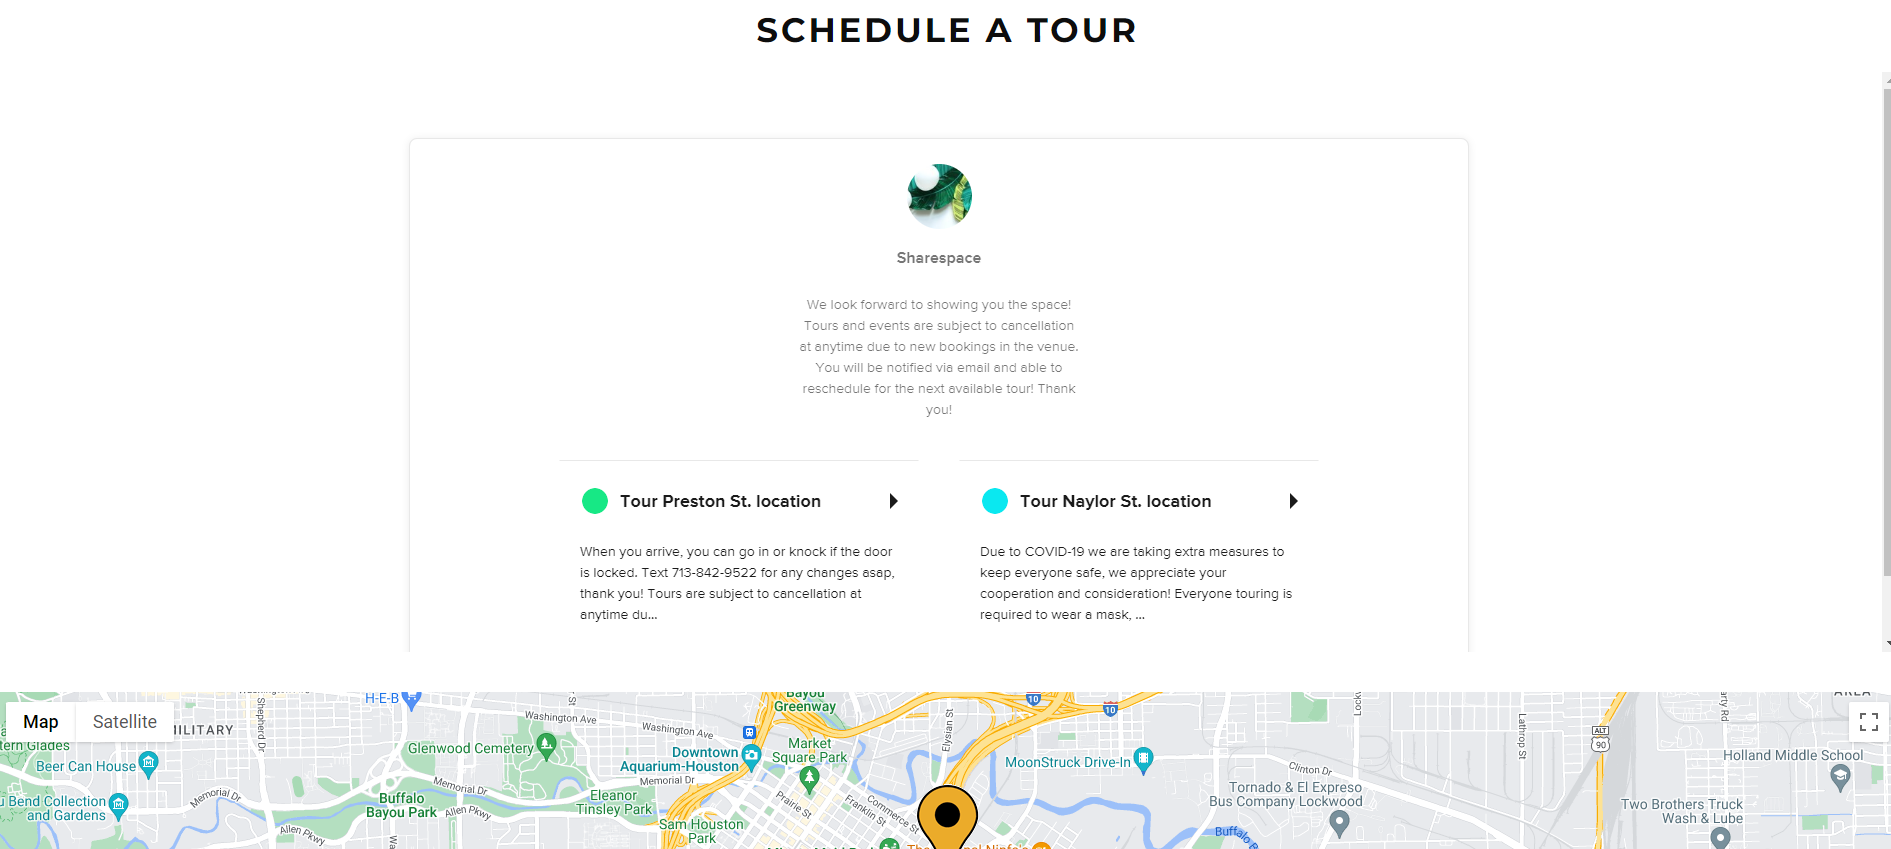 SCHEDULE A TOUR
Sharespace
We look forward to showing you the space!
Tours and events are subject to cancellation
at anytime due to new bookings in the venue.
You will be notified via email and able to
reschedule for the next available tour! Thank
you!
Tour Preston St. location
When you arrive, you can go in or knock if the door
is locked. Text 713-842-9522 for any changes asap,
thank you! Tours are subject to cancellation at
anytime du...
Tour Naylor St. location
Due to COVID-19 we are taking extra measures to
keep everyone safe, we appreciate your
cooperation and consideration! Everyone touring is
required to wear a mask, ...
Map
Satellite
H-E-B
Shepherd Dr
Glades
Beer Can House
Bend Collection
and Gardens
Memorial Dr
Allen Pkwy
Buffalo
Bayou Park
Memorial Dr
Allen Pkwy
Glenwood Cemetery
Washington Ave
Washington Ave
Downtown
Aquarium-Houston
Eleanor
Tinsley Park
Sam Houston
Park
Bayou
Greenway
Market
Square Park
Prairie St
Franklin St
Commerce St
Elysian St
10
10
MoonStruck Drive-In
Buffalo
Clinton Dr
Tornado & El Expreso
Bus Company Lockwood
Lathrop St
ALT
90
Holland Middle School
Two Brothers Truck
Wash & Lube